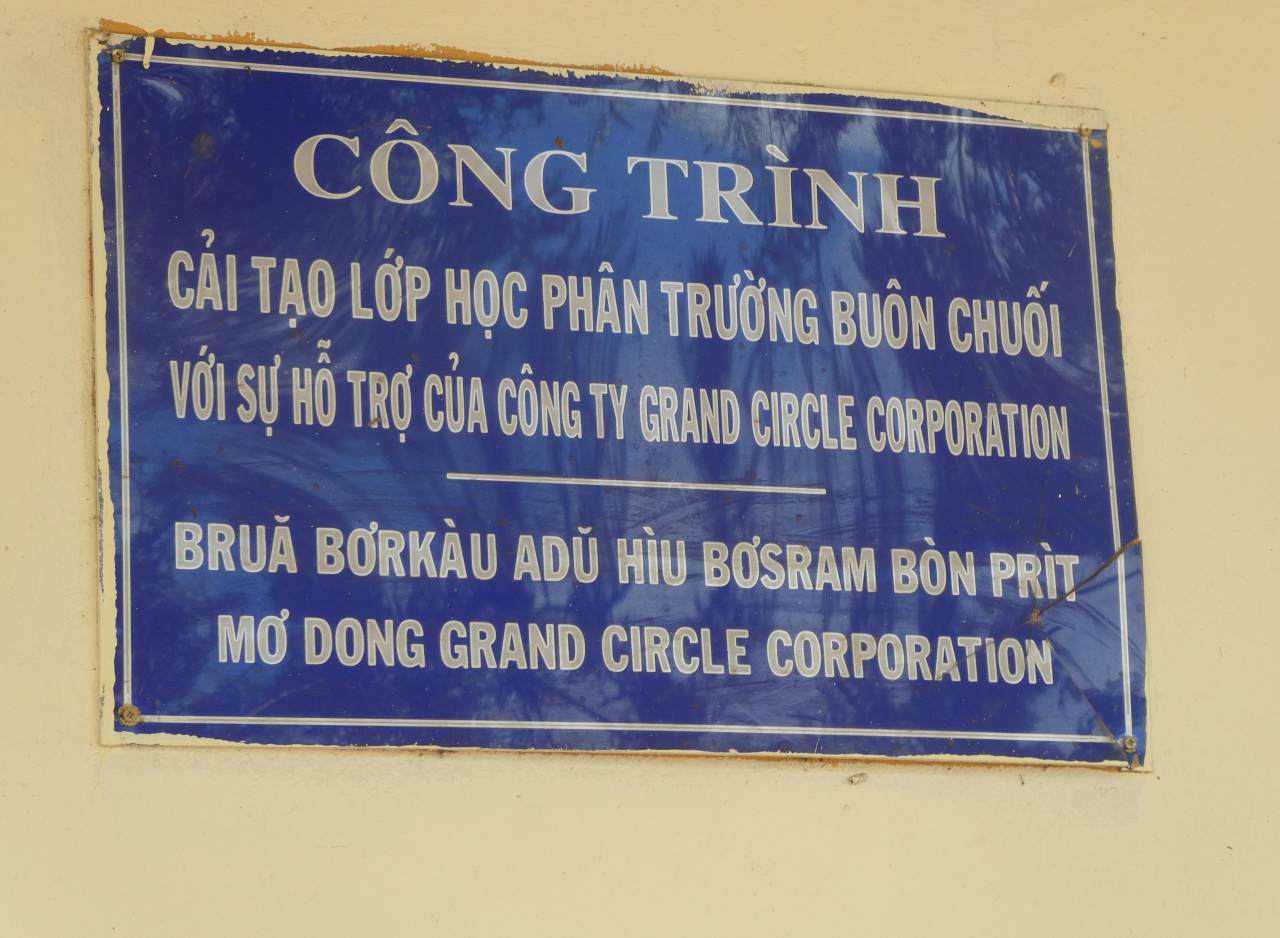 CÔNG TRÌNH
CẢI TẠO LỚP HỌC PHÂN TRƯỜNG BUÔN CHUỐI
VỚI SỰ HỖ TRỢ CỦA CÔNG TY GRAND CIRCLE CORPORATION
BRUĂ BƠRKÀU ADŬ HÌU BƠSRAM BÒN PRÌT
MƠ DONG GRAND CIRCLE CORPORATION